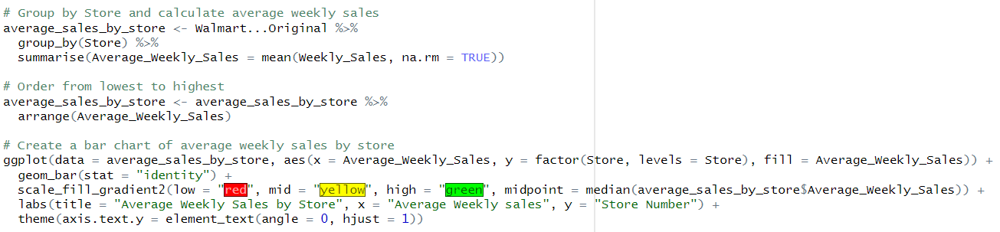 # Group by Store and calculate average weekly sales
average_sales_by_store <- Walmart...Original %>%
  group_by(Store) %>%
  summarise(Average_Weekly_Sales = mean(Weekly_Sales, na.rm = TRUE))

# Order from lowest to highest
average_sales_by_store <- average_sales_by_store %>%
  arrange(Average_Weekly_Sales)

# Create a bar chart of average weekly sales by store
ggplot(data = average_sales_by_store, aes(x = Average_Weekly_Sales, y = factor(Store, levels = Store), fill = Average_Weekly_Sales)) +
  geom_bar(stat = "identity") +
  scale_fill_gradient2(low = "red", mid = "yellow", high = "green", midpoint = median(average_sales_by_store$Average_Weekly_Sales)) +
  labs(title = "Average Weekly Sales by Store", x = "Average Weekly sales", y = "Store Number") +
  theme(axis.text.y = element_text(angle = 0, hjust = 1))